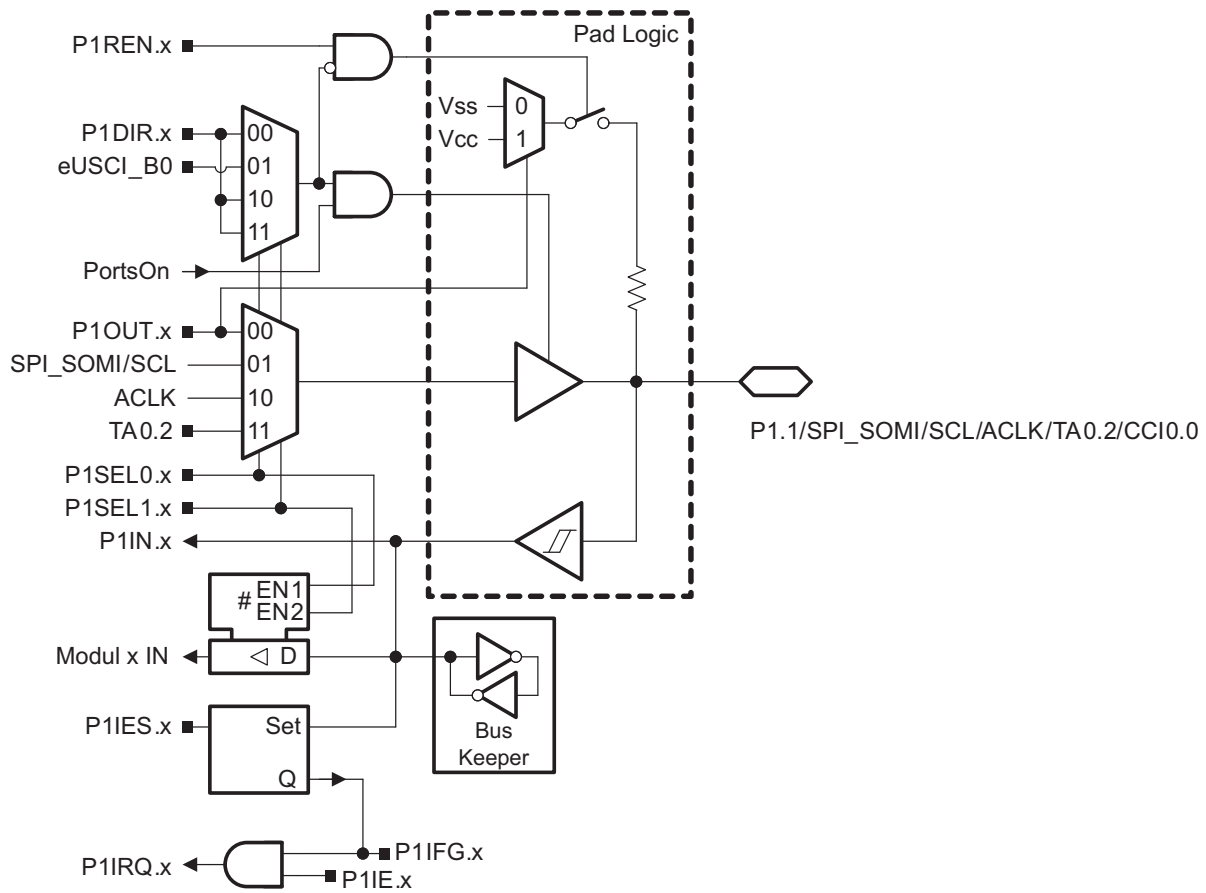 Pad Logic
P1REN.x
Vss
0
Vcc
1
P1DIR.x
00
eUSCI_B0
01
10
11
PortsOn
P1OUT.x
00
SPI_SOMI/SCL
01
ACLK
10
TA0.2
11
P1.1/SPI_SOMI/SCL/ACLK/TA0.2/CCI0.0
P1SEL0.x
P1SEL1.x
P1IN.x
EN1
#
EN2
Modul x IN
D
P1IES.x
Set
Q
Bus
Keeper
P1IRQ.x
P1IFG.x
P1IE.x